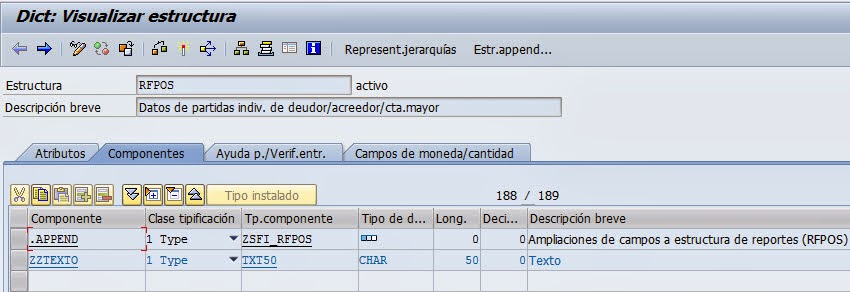 Dict: Visualizar estructura
Represent.jerarquías Estr.append...
Estructura RFPOS activo
Descripción breve Datos de partidas indiv. de deudor/acreedor/cta.mayor
Atributos Componentes Ayuda p./Verif.entr. Campos de moneda/cantidad
Tipo instalado 188 / 189
Componente Clase tipificación Tp.componente Tipo de d... Long. Deci... Descripción breve
.APPEND 1 Type ZSFI_RFPOS 0 0 Ampliaciones de campos a estructura de reportes (RFPOS)
ZZTEXTO 1 Type TXT50 CHAR 50 0 Texto